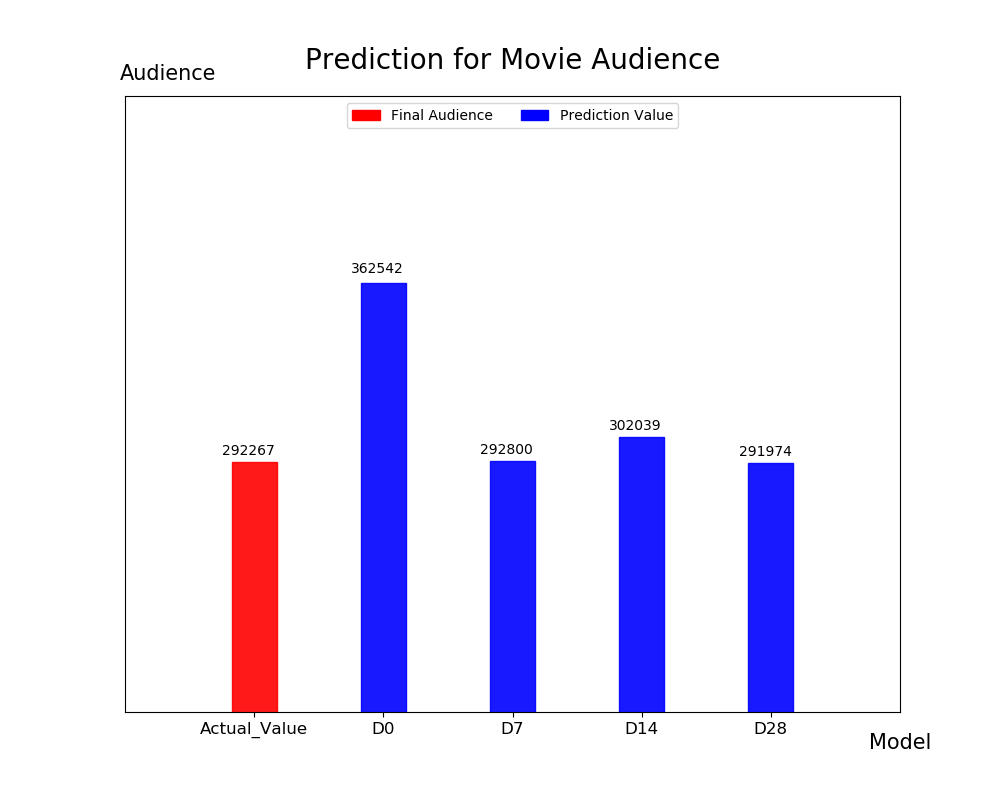 Prediction for Movie Audience
Audience
Final Audience Prediction Value
362542
302039
292267
292800
291974
Actual_Value D0 D7 D14 D28
Model